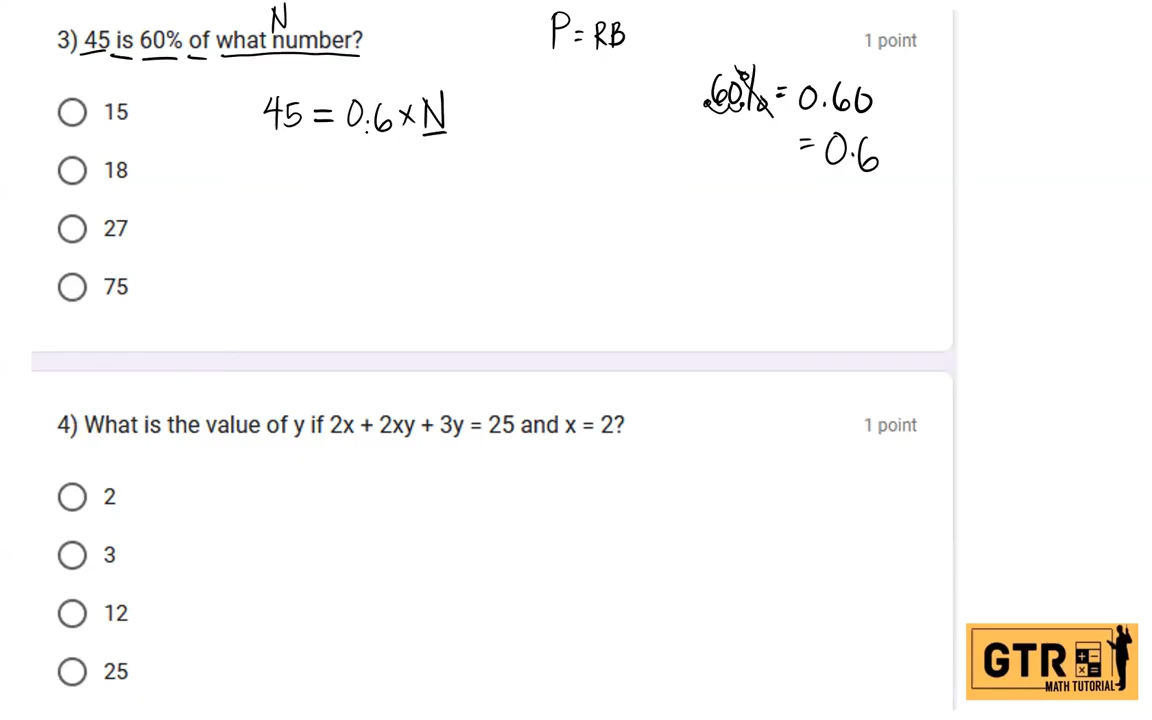 N
3) 45 is 60% of what number?
P = RB
1 point
.60% = 0.60
= 0.6
45 = 0.6 × N
15
18
27
75
4) What is the value of y if 2x + 2xy + 3y = 25 and x = 2?
1 point
2
3
12
25
GTR
+ −
× =
MATH TUTORIAL